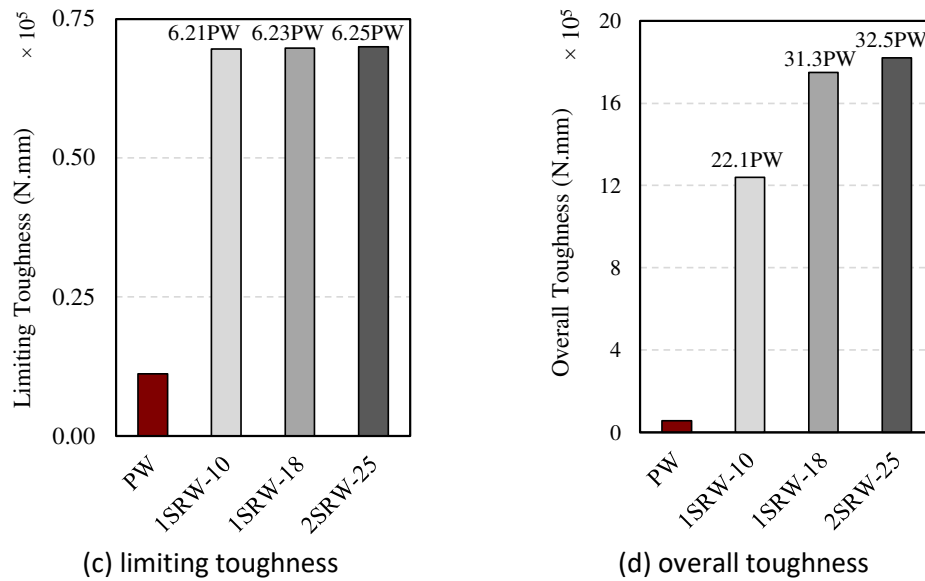 Limiting Toughness (N.mm) × 10⁵
0.75
0.50
0.25
0.00
6.21PW
6.23PW
6.25PW
PW
1SRW-10
1SRW-18
2SRW-25
(c) limiting toughness
Overall Toughness (N.mm) × 10⁵
20
16
12
8
4
0
22.1PW
31.3PW
32.5PW
PW
1SRW-10
1SRW-18
2SRW-25
(d) overall toughness